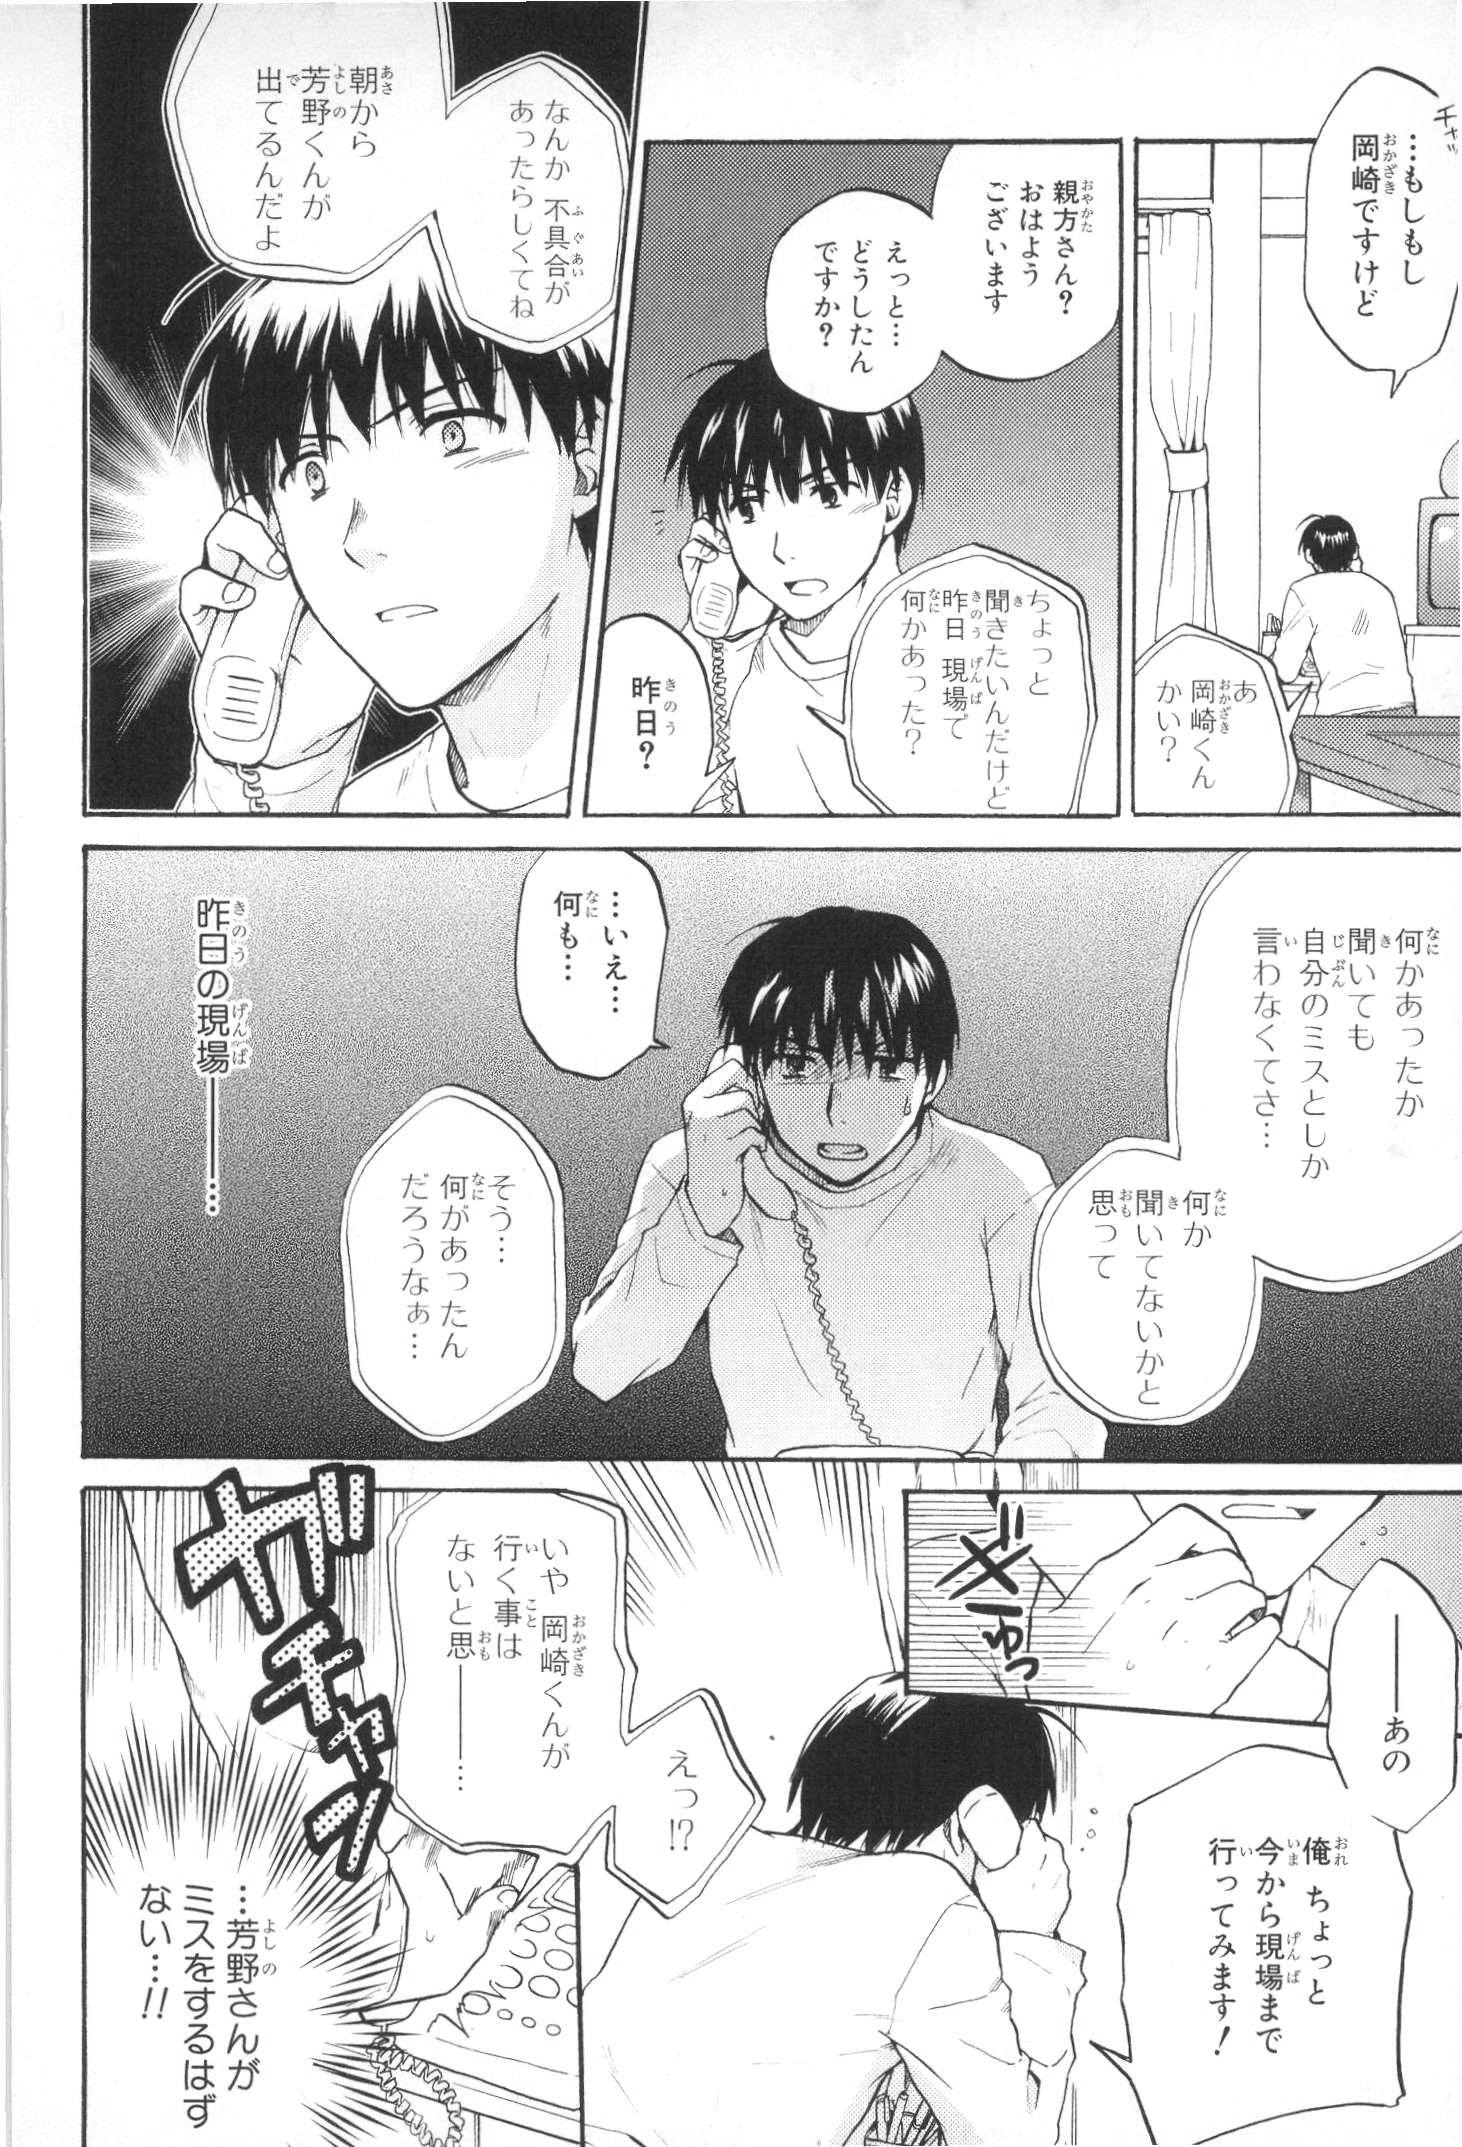 チャッ
…もしもし
岡崎ですけど
あ
岡崎くん
かい？
親方さん？
おはよう
ございます
えっと…
どうしたん
ですか？
ちょっと
聞きたいんだけど
昨日 現場で
何かあった？
昨日？
なんか 不具合が
あったらしくてね
朝から
芳野くんが
出てるんだよ
何かあったか
聞いても
自分のミスとしか
言わなくてさ…
何か
聞いてないかと
思って
…いえ…
何も…
そう…
何があったん
だろうなぁ…
昨日の現場───…
──あの
俺 ちょっと
今から現場まで
行ってみます！
えっ!?
いや 岡崎くんが
行く事は
ないと思───…
ガチャン
…芳野さんが
ミスをするはず
ない…!!